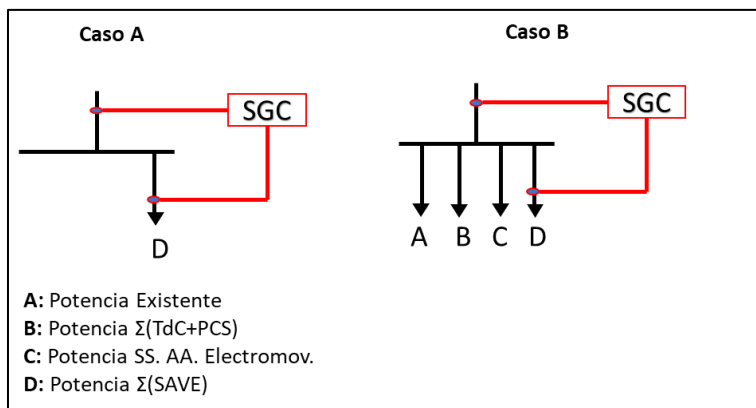 Caso A
Caso B
SGC
SGC
D
A B C D
A: Potencia Existente
B: Potencia Σ(TdC+PCS)
C: Potencia SS. AA. Electromov.
D: Potencia Σ(SAVE)